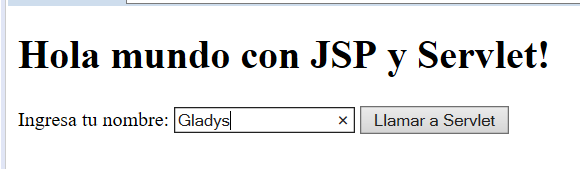 Hola mundo con JSP y Servlet!
Ingresa tu nombre: Gladys × Llamar a Servlet